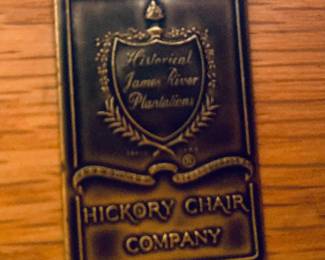 Historical
James River
Plantations
®
HICKORY CHAIR
COMPANY